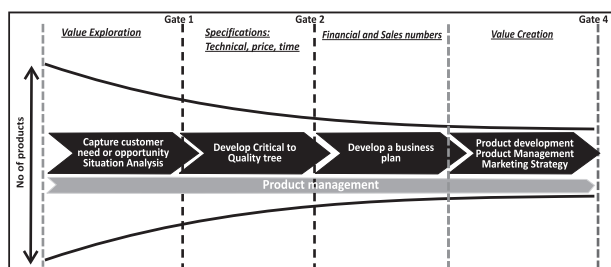 Gate 1
Gate 2
Gate 4
Value Exploration
Specifications:
Technical, price, time
Financial and Sales numbers
Value Creation
No of products
Capture customer
need or opportunity
Situation Analysis
Develop Critical to
Quality tree
Develop a business
plan
Product development
Product Management
Marketing Strategy
Product management